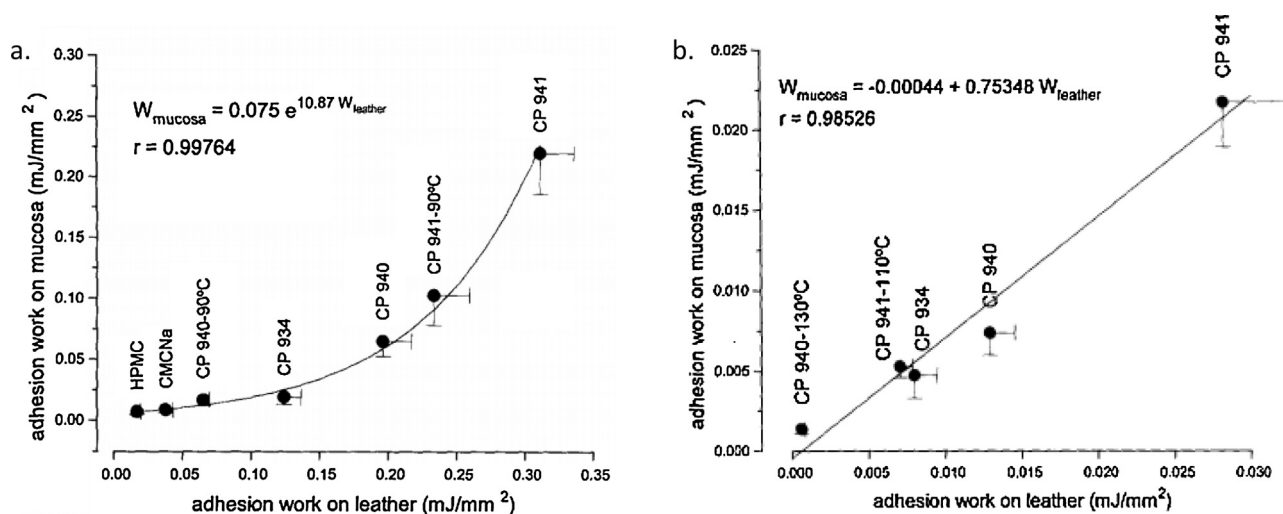 a.
adhesion work on mucosa (mJ/mm ²)
0.30
0.25
0.20
0.15
0.10
0.05
0.00
W mucosa = 0.075 e 10.87 W leather
r = 0.99764
HPMC
CMCNa
CP 940-90ºC
CP 934
CP 940
CP 941-90ºC
CP 941
0.00 0.05 0.10 0.15 0.20 0.25 0.30 0.35
adhesion work on leather (mJ/mm ²)
b.
adhesion work on mucosa (mJ/mm ²)
0.025
0.020
0.015
0.010
0.005
0.000
W mucosa = -0.00044 + 0.75348 W leather
r = 0.98526
CP 940-130ºC
CP 941-110ºC
CP 934
CP 940
CP 941
0.000 0.005 0.010 0.015 0.020 0.025 0.030
adhesion work on leather (mJ/mm²)